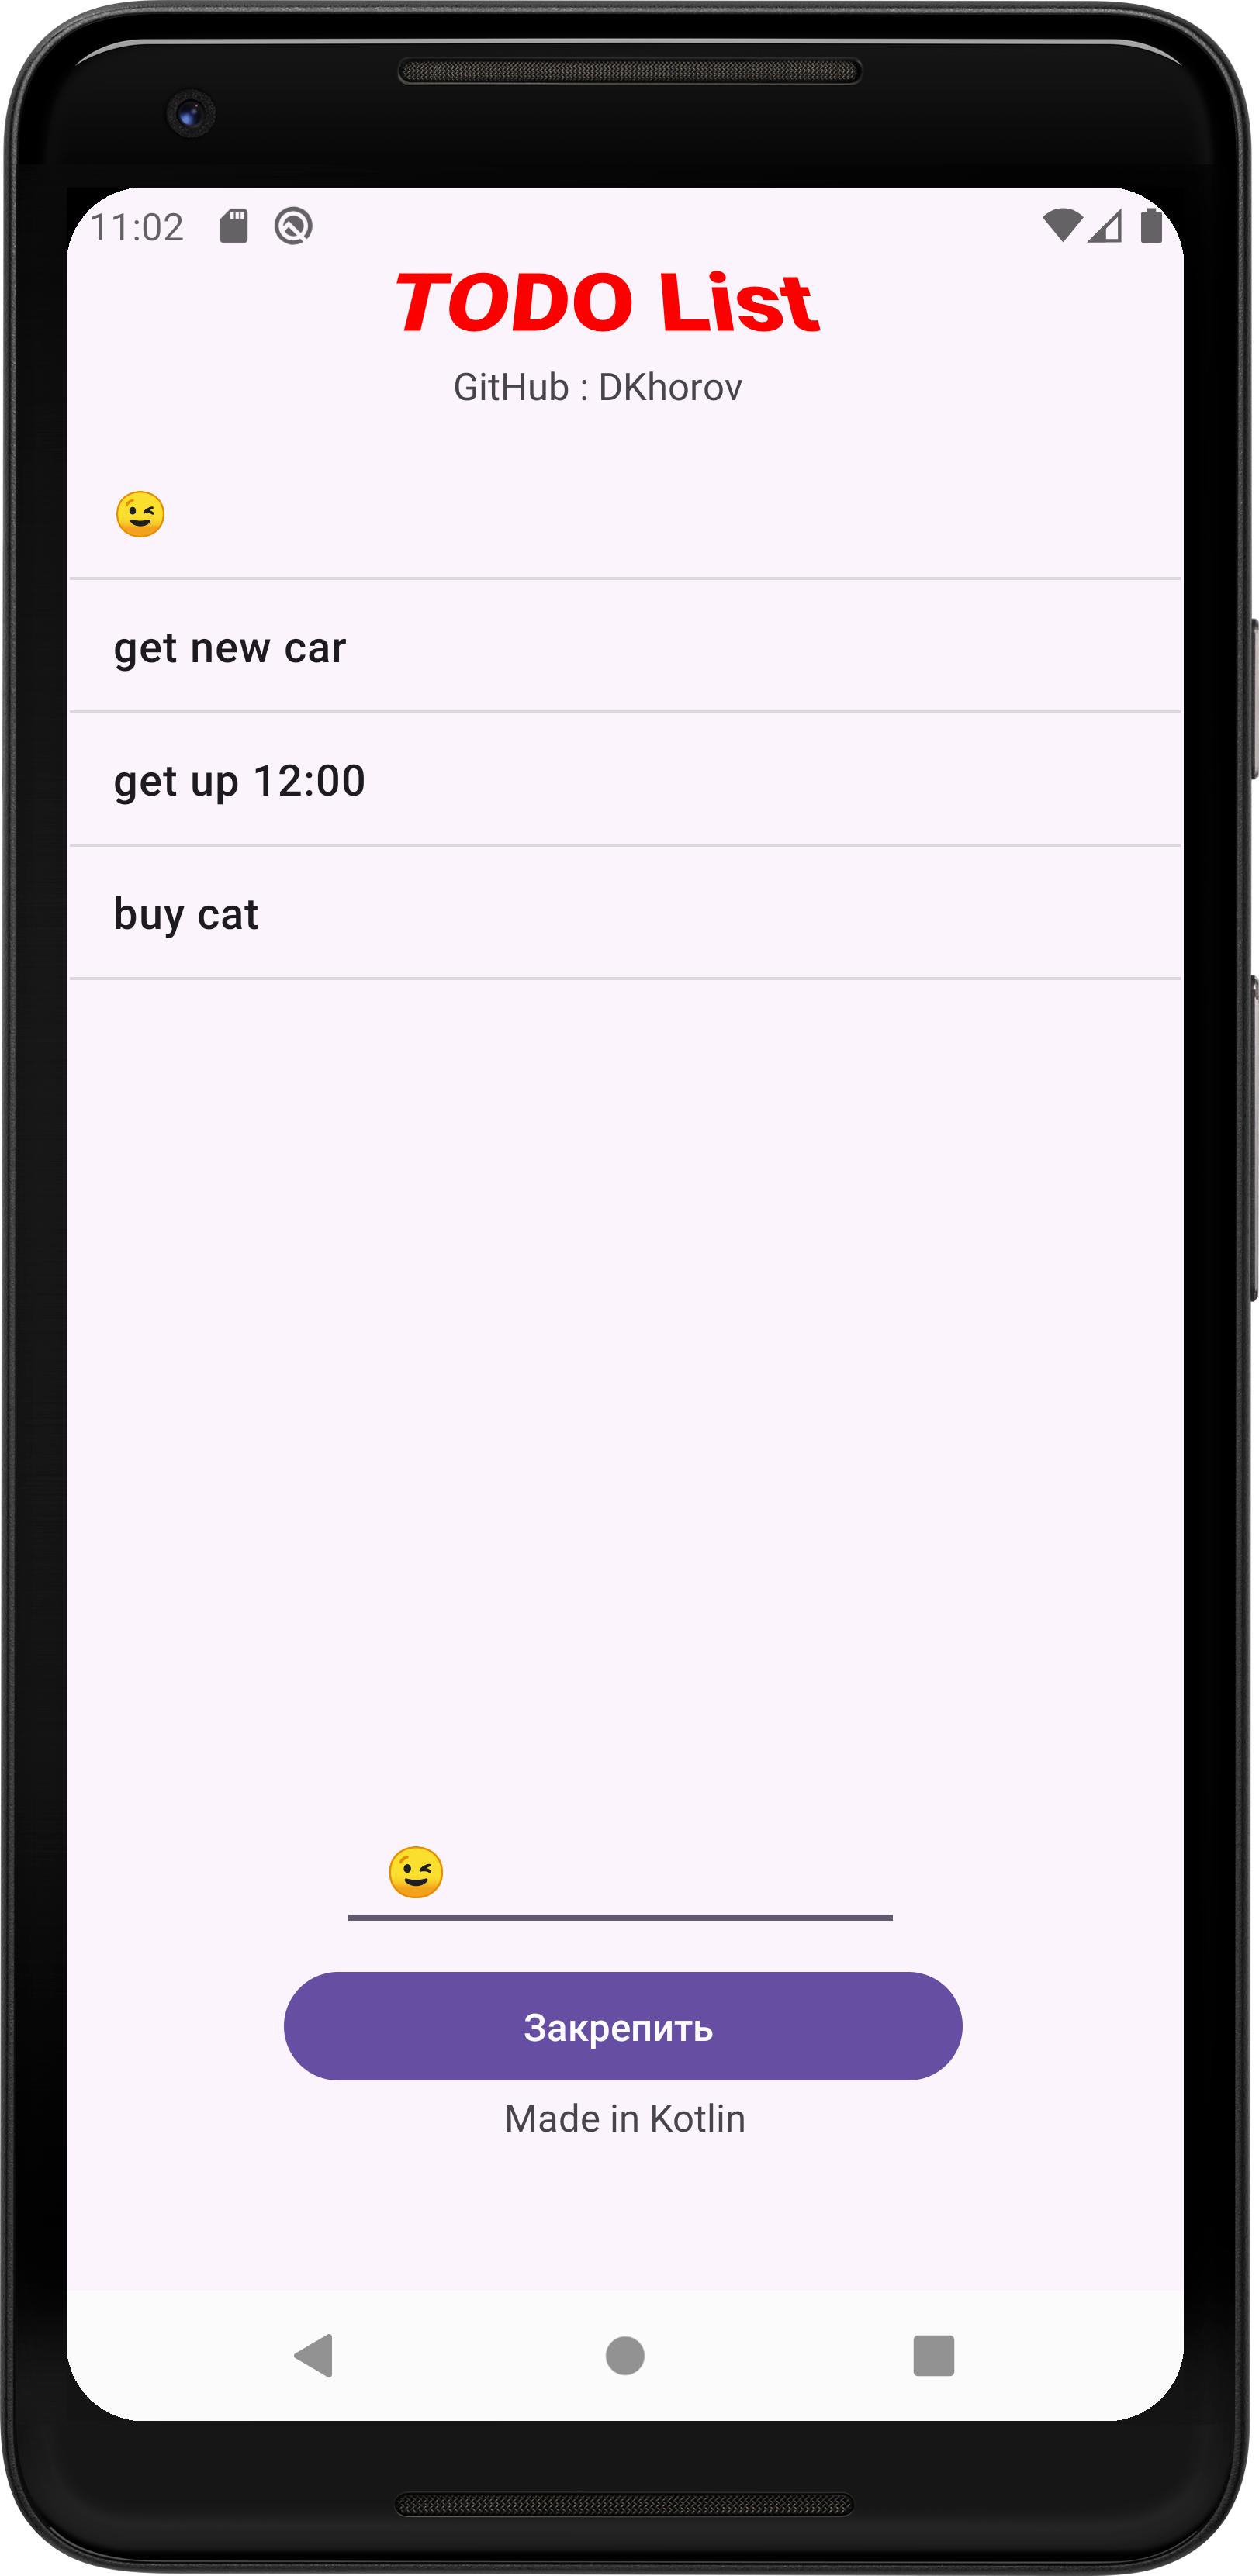 11:02
TODO List
GitHub : DKhorov
😉
get new car
get up 12:00
buy cat
😉
Закрепить
Made in Kotlin